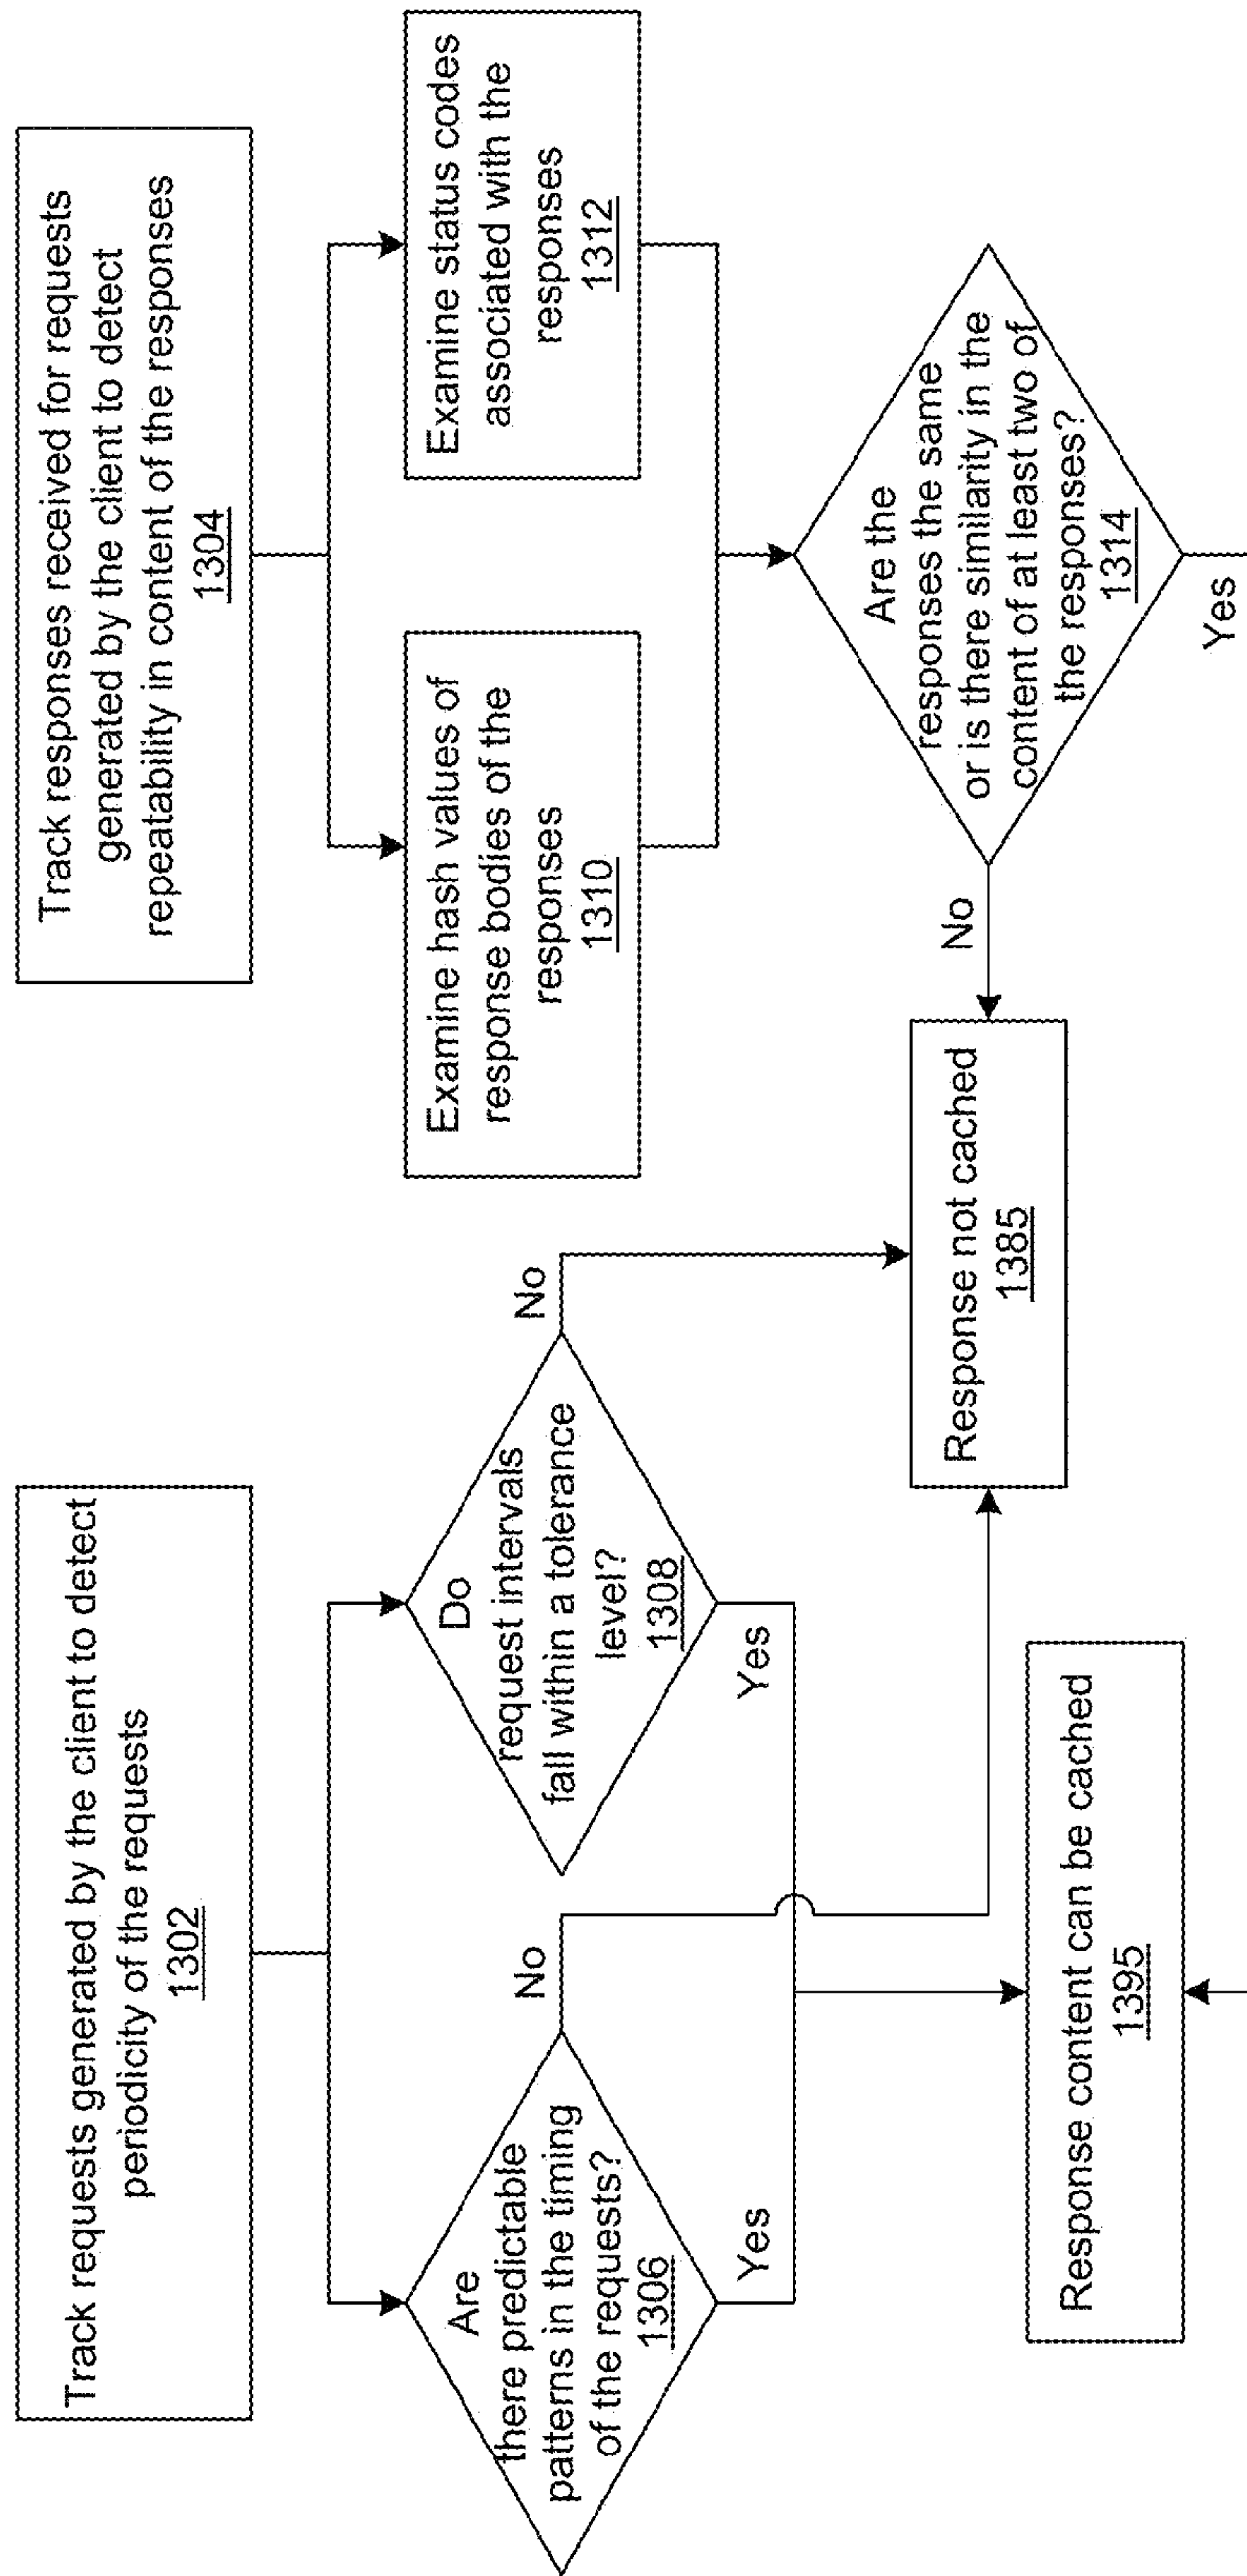 Track requests generated by the client to detect
periodicity of the requests
1302
Are
there predictable
patterns in the timing
of the requests?
1306
No
Yes
Do
request intervals
fall within a tolerance
level?
1308
No
Yes
Response content can be cached
1395
Response not cached
1385
Track responses received for requests
generated by the client to detect
repeatability in content of the responses
1304
Examine hash values of
response bodies of the
responses
1310
Examine status codes
associated with the
responses
1312
Are the
responses the same
or is there similarity in the
content of at least two of
the responses?
1314
No
Yes